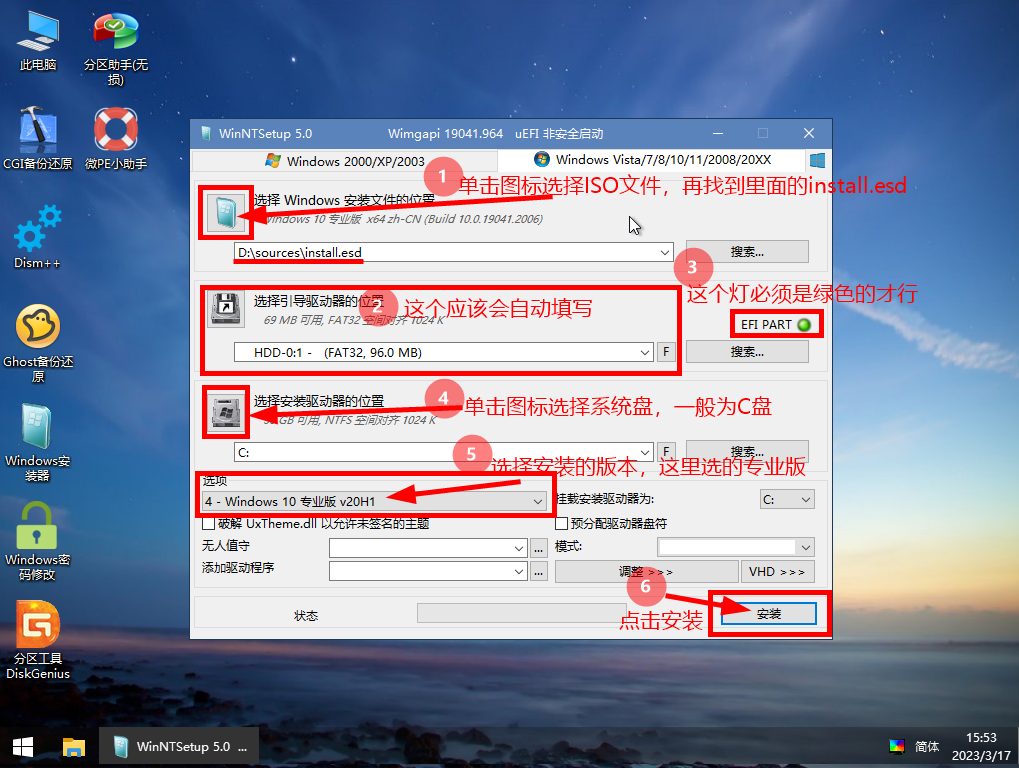 此电脑
分区助手(无
损)
CGI备份还原
微PE小助手
Dism++
Ghost备份还
原
Windows安
装器
Windows密
码修改
分区工具
DiskGenius
WinNTSetup 5.0
Wimgapi 19041.964
uEFI 非安全启动
Windows 2000/XP/2003
Windows Vista/7/8/10/11/2008/20XX
1
单击图标选择ISO文件，再找到里面的install.esd
选择 Windows 安装文件的位置
Windows 10 专业版 x64 zh-CN (Build 10.0.19041.2006)
D:\sources\install.esd
搜索...
3
这个灯必须是绿色的才行
选择引导驱动器的位置
2
这个应该会自动填写
69 MB 可用, FAT32 空间对齐 1024 K
EFI PART
HDD-0:1 - (FAT32, 96.0 MB)
F
搜索...
选择安装驱动器的位置
4
单击图标选择系统盘，一般为C盘
GB 可用, NTFS 空间对齐 1024 K
C:
F
搜索...
5
选择安装的版本，这里选的专业版
选项
4 - Windows 10 专业版 v20H1
挂载安装驱动器为:
C:
破解 UxTheme.dll 以允许未签名的主题
预分配驱动器盘符
无人值守
...
模式:
添加驱动程序
...
调整 >>>
VHD >>>
6
点击安装
状态
安装
WinNTSetup 5.0 ...
简体
15:53
2023/3/17